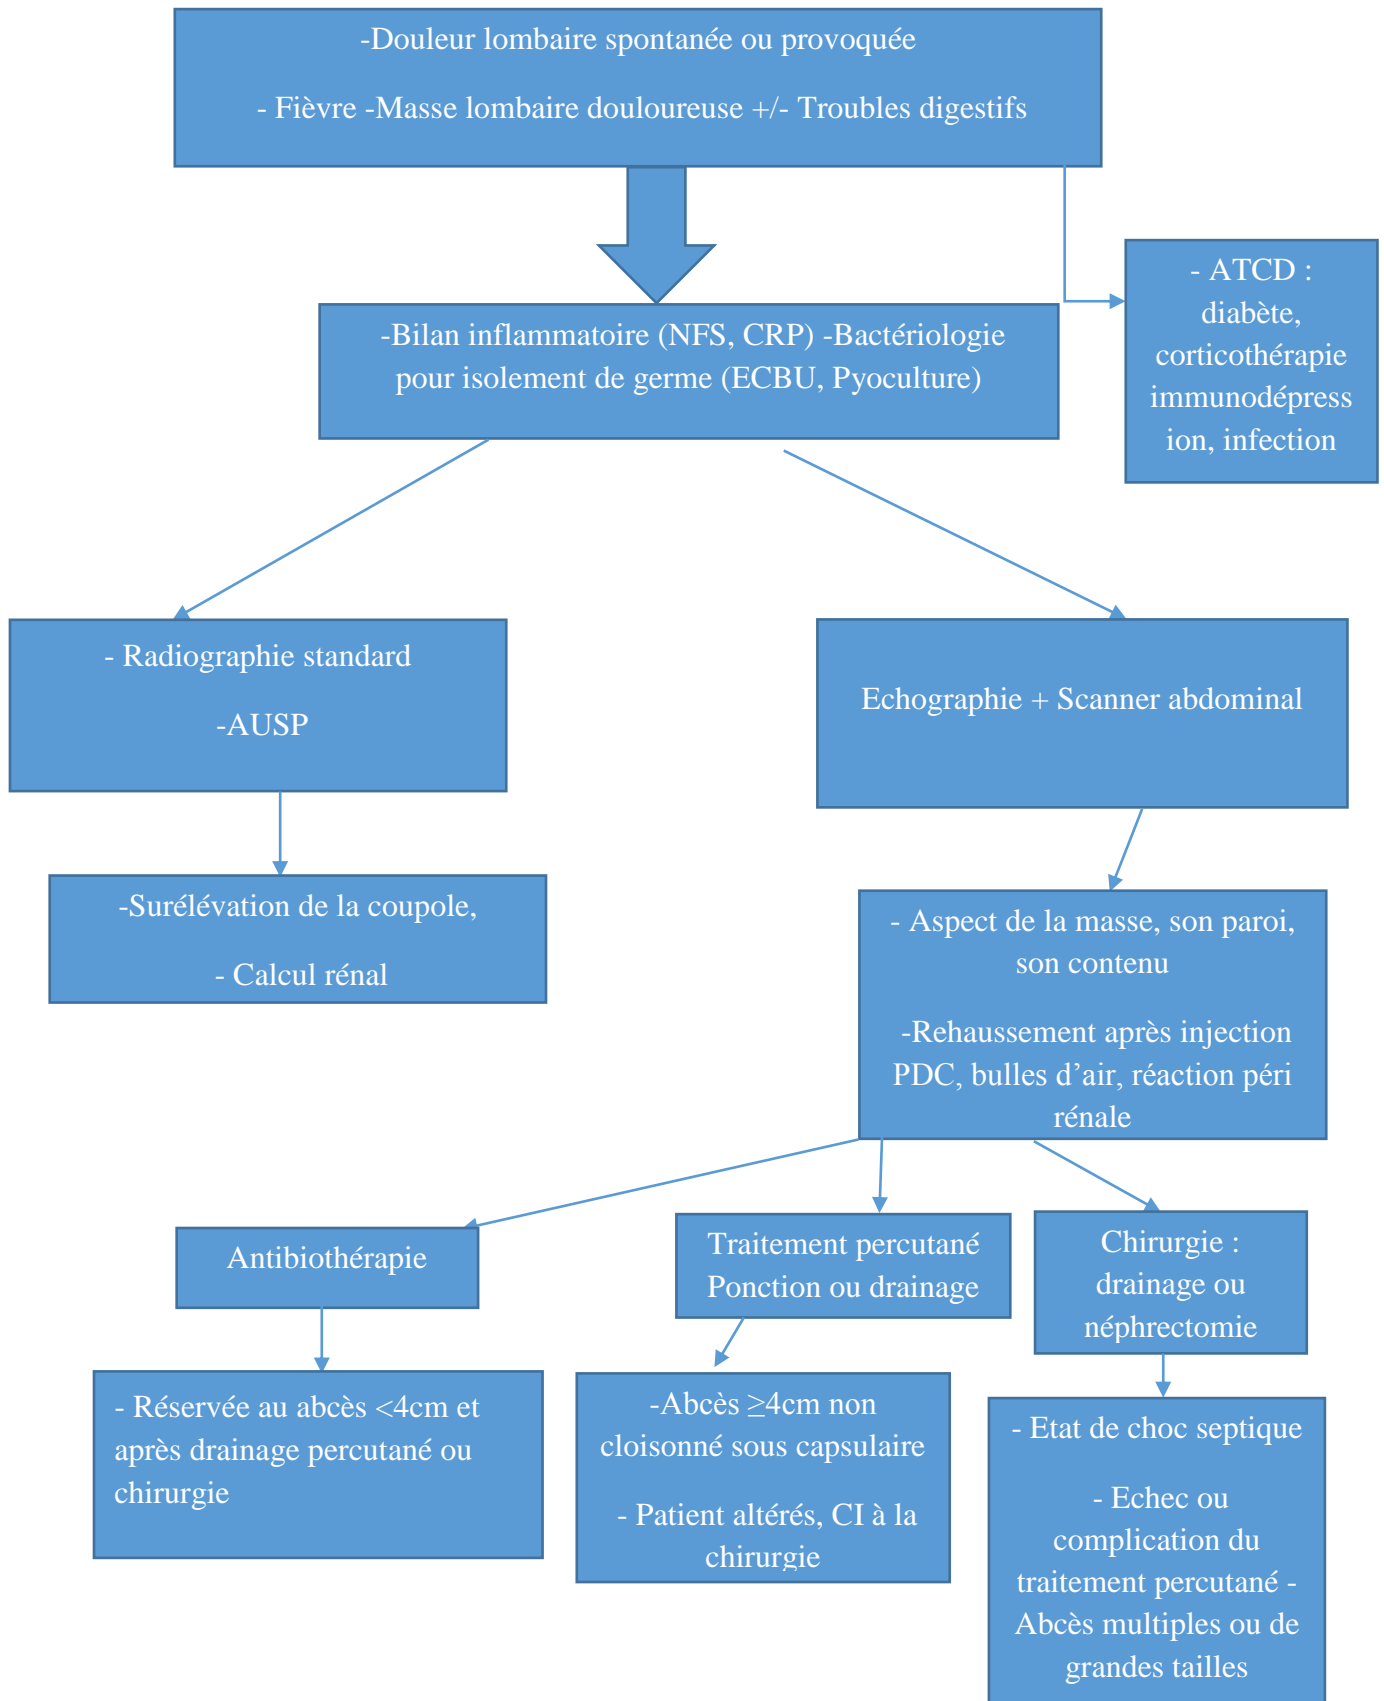 -Douleur lombaire spontanée ou provoquée
- Fièvre -Masse lombaire douloureuse +/- Troubles digestifs
- ATCD :
diabète,
corticothérapie
immunodépress
ion, infection
-Bilan inflammatoire (NFS, CRP) -Bactériologie
pour isolement de germe (ECBU, Pyoculture)
- Radiographie standard
-AUSP
Echographie + Scanner abdominal
-Surélévation de la coupole,
- Calcul rénal
- Aspect de la masse, son paroi,
son contenu
-Rehaussement après injection
PDC, bulles d’air, réaction péri
rénale
Antibiothérapie
Traitement percutané
Ponction ou drainage
Chirurgie :
drainage ou
néphrectomie
- Réservée au abcès <4cm et
après drainage percutané ou
chirurgie
-Abcès ≥4cm non
cloisonné sous capsulaire
- Patient altérés, CI à la
chirurgie
- Etat de choc septique
- Echec ou
complication du
traitement percutané -
Abcès multiples ou de
grandes tailles